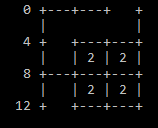 0 +---+---+   +
   |           |
 4 +   +---+---+
   |   | 2 | 2 |
 8 +---+---+---+
   |   | 2 | 2 |
12 +   +---+---+